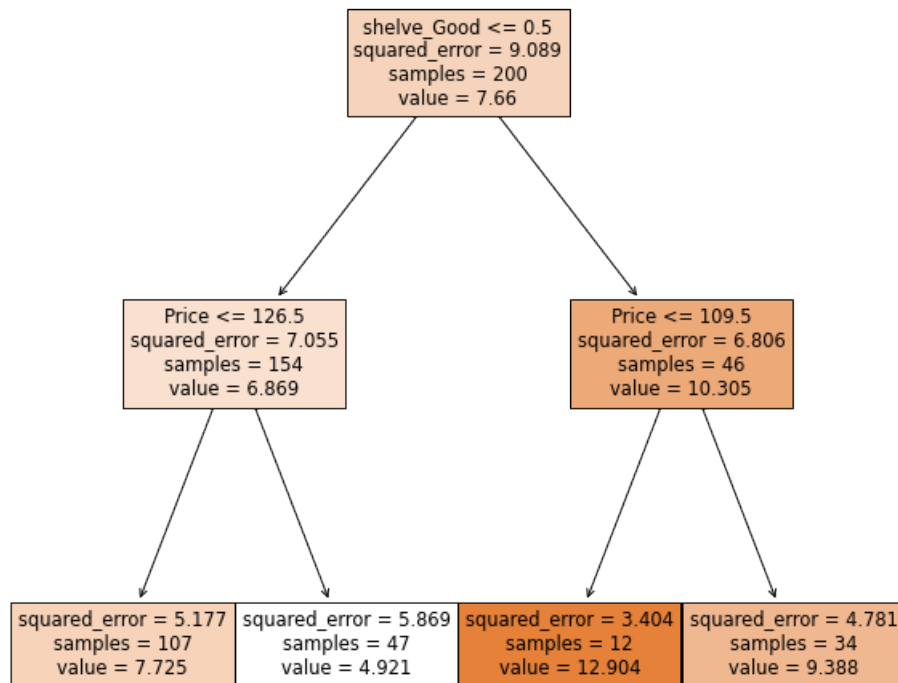 shelve_Good <= 0.5
squared_error = 9.089
samples = 200
value = 7.66
Price <= 126.5
squared_error = 7.055
samples = 154
value = 6.869
Price <= 109.5
squared_error = 6.806
samples = 46
value = 10.305
squared_error = 5.177
samples = 107
value = 7.725
squared_error = 5.869
samples = 47
value = 4.921
squared_error = 3.404
samples = 12
value = 12.904
squared_error = 4.781
samples = 34
value = 9.388